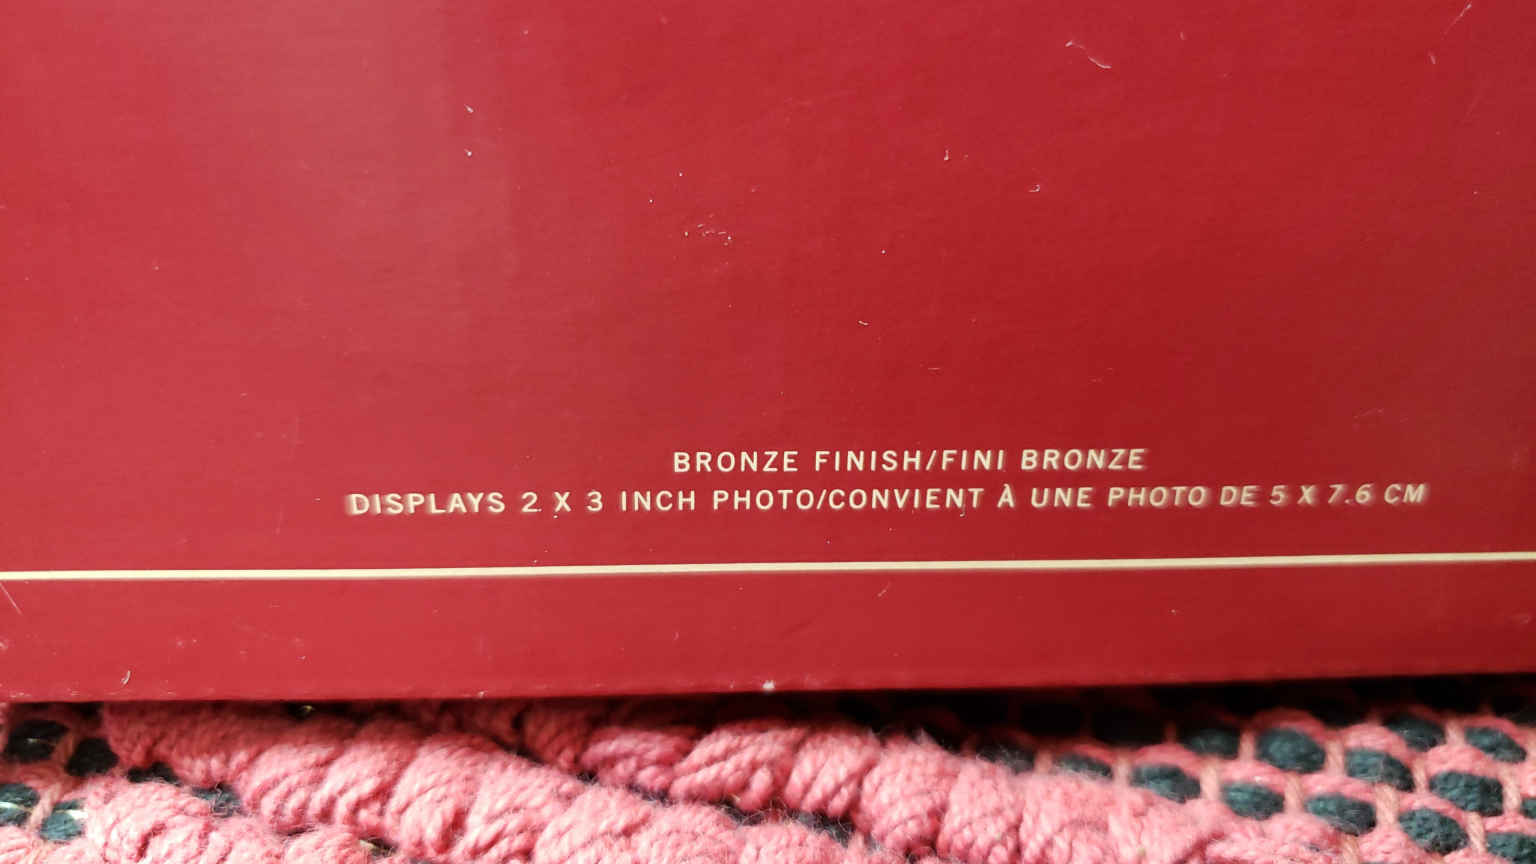 BRONZE FINISH/FINI BRONZE
DISPLAYS 2 X 3 INCH PHOTO/CONVIENT À UNE PHOTO DE 5 X 7.6 CM